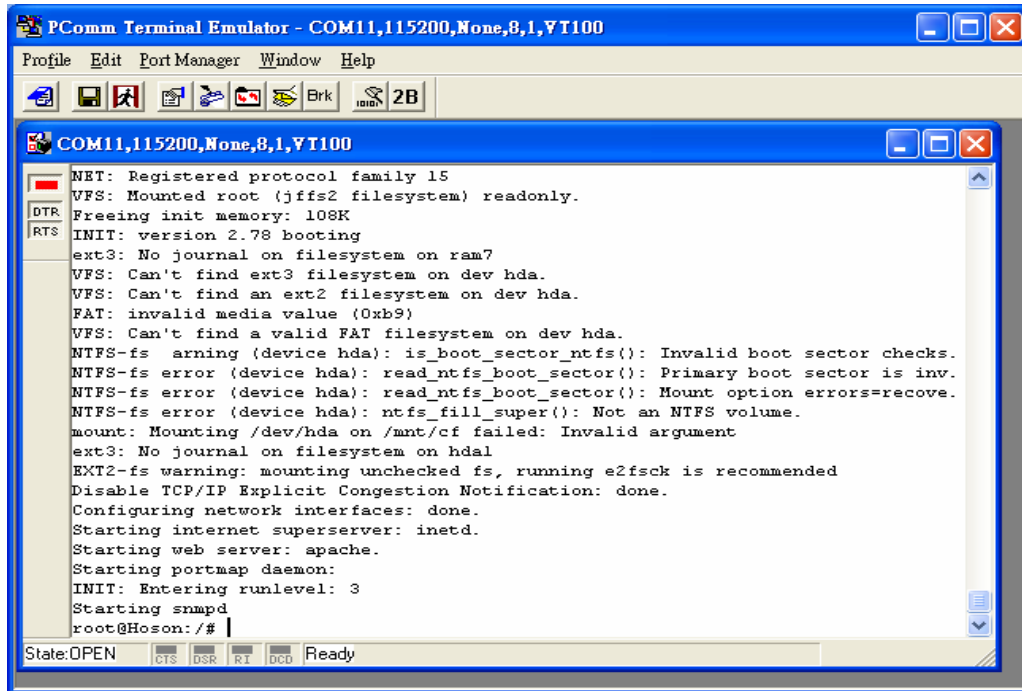 PComm Terminal Emulator - COM11,115200,None,8,1,VT100
Profile Edit Port Manager Window Help
Brk 2B
COM11,115200,None,8,1,VT100
DTR
RTS
NET: Registered protocol family 15
VFS: Mounted root (jffs2 filesystem) readonly.
Freeing init memory: 108K
INIT: version 2.78 booting
ext3: No journal on filesystem on ram7
VFS: Can't find ext3 filesystem on dev hda.
VFS: Can't find an ext2 filesystem on dev hda.
FAT: invalid media value (0xb9)
VFS: Can't find a valid FAT filesystem on dev hda.
NTFS-fs  arning (device hda): is_boot_sector_ntfs(): Invalid boot sector checks.
NTFS-fs error (device hda): read_ntfs_boot_sector(): Primary boot sector is inv.
NTFS-fs error (device hda): read_ntfs_boot_sector(): Mount option errors=recove.
NTFS-fs error (device hda): ntfs_fill_super(): Not an NTFS volume.
mount: Mounting /dev/hda on /mnt/cf failed: Invalid argument
ext3: No journal on filesystem on hda1
EXT2-fs warning: mounting unchecked fs, running e2fsck is recommended
Disable TCP/IP Explicit Congestion Notification: done.
Configuring network interfaces: done.
Starting internet superserver: inetd.
Starting web server: apache.
Starting portmap daemon:
INIT: Entering runlevel: 3
Starting snmpd
root@Hoson:/#
State:OPEN CTS DSR RI DCD Ready